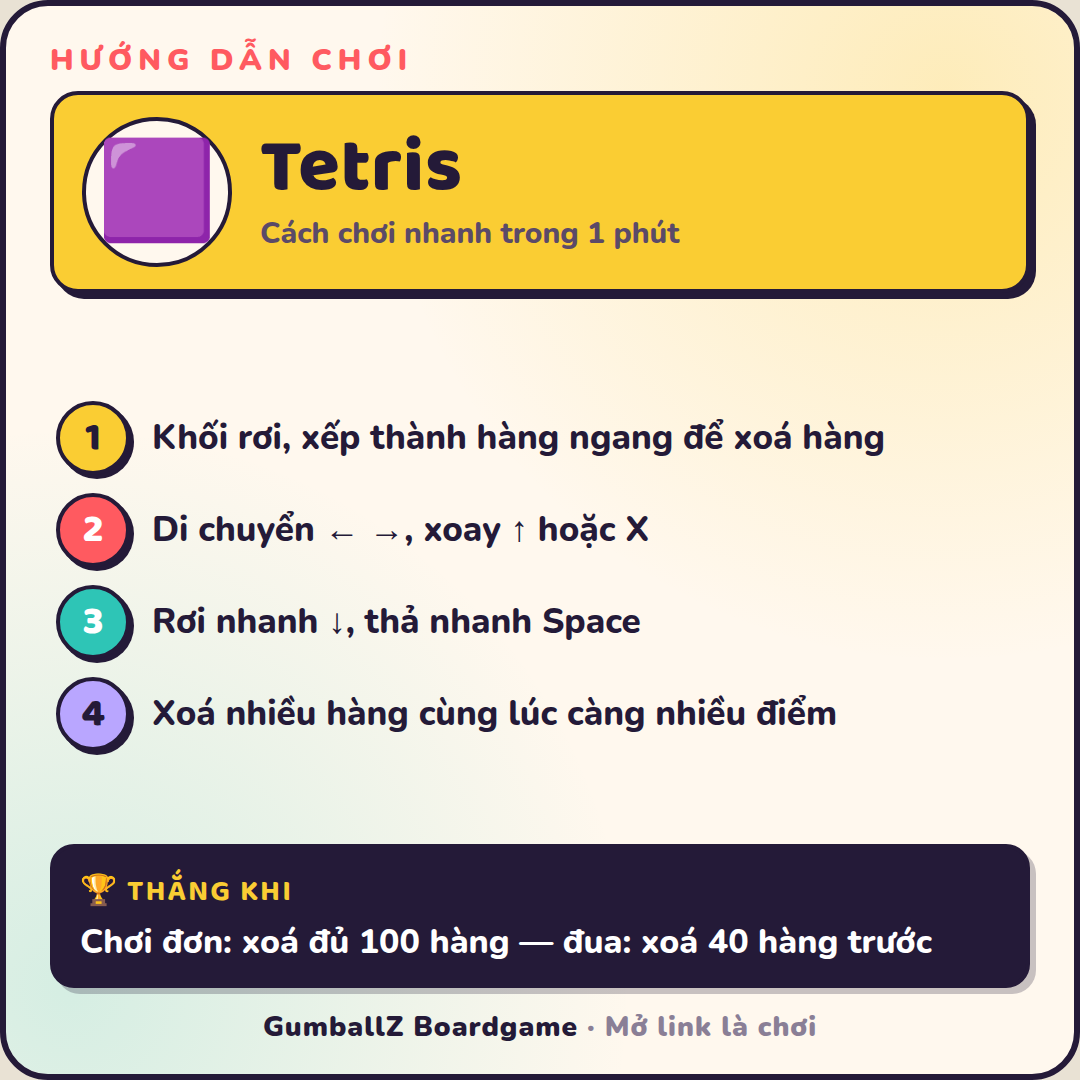 HƯỚNG DẪN CHƠI
Tetris
Cách chơi nhanh trong 1 phút
1 Khối rơi, xếp thành hàng ngang để xoá hàng
2 Di chuyển ← →, xoay ↑ hoặc X
3 Rơi nhanh ↓, thả nhanh Space
4 Xoá nhiều hàng cùng lúc càng nhiều điểm
🏆 THẮNG KHI
Chơi đơn: xoá đủ 100 hàng — đua: xoá 40 hàng trước
GumballZ Boardgame · Mở link là chơi